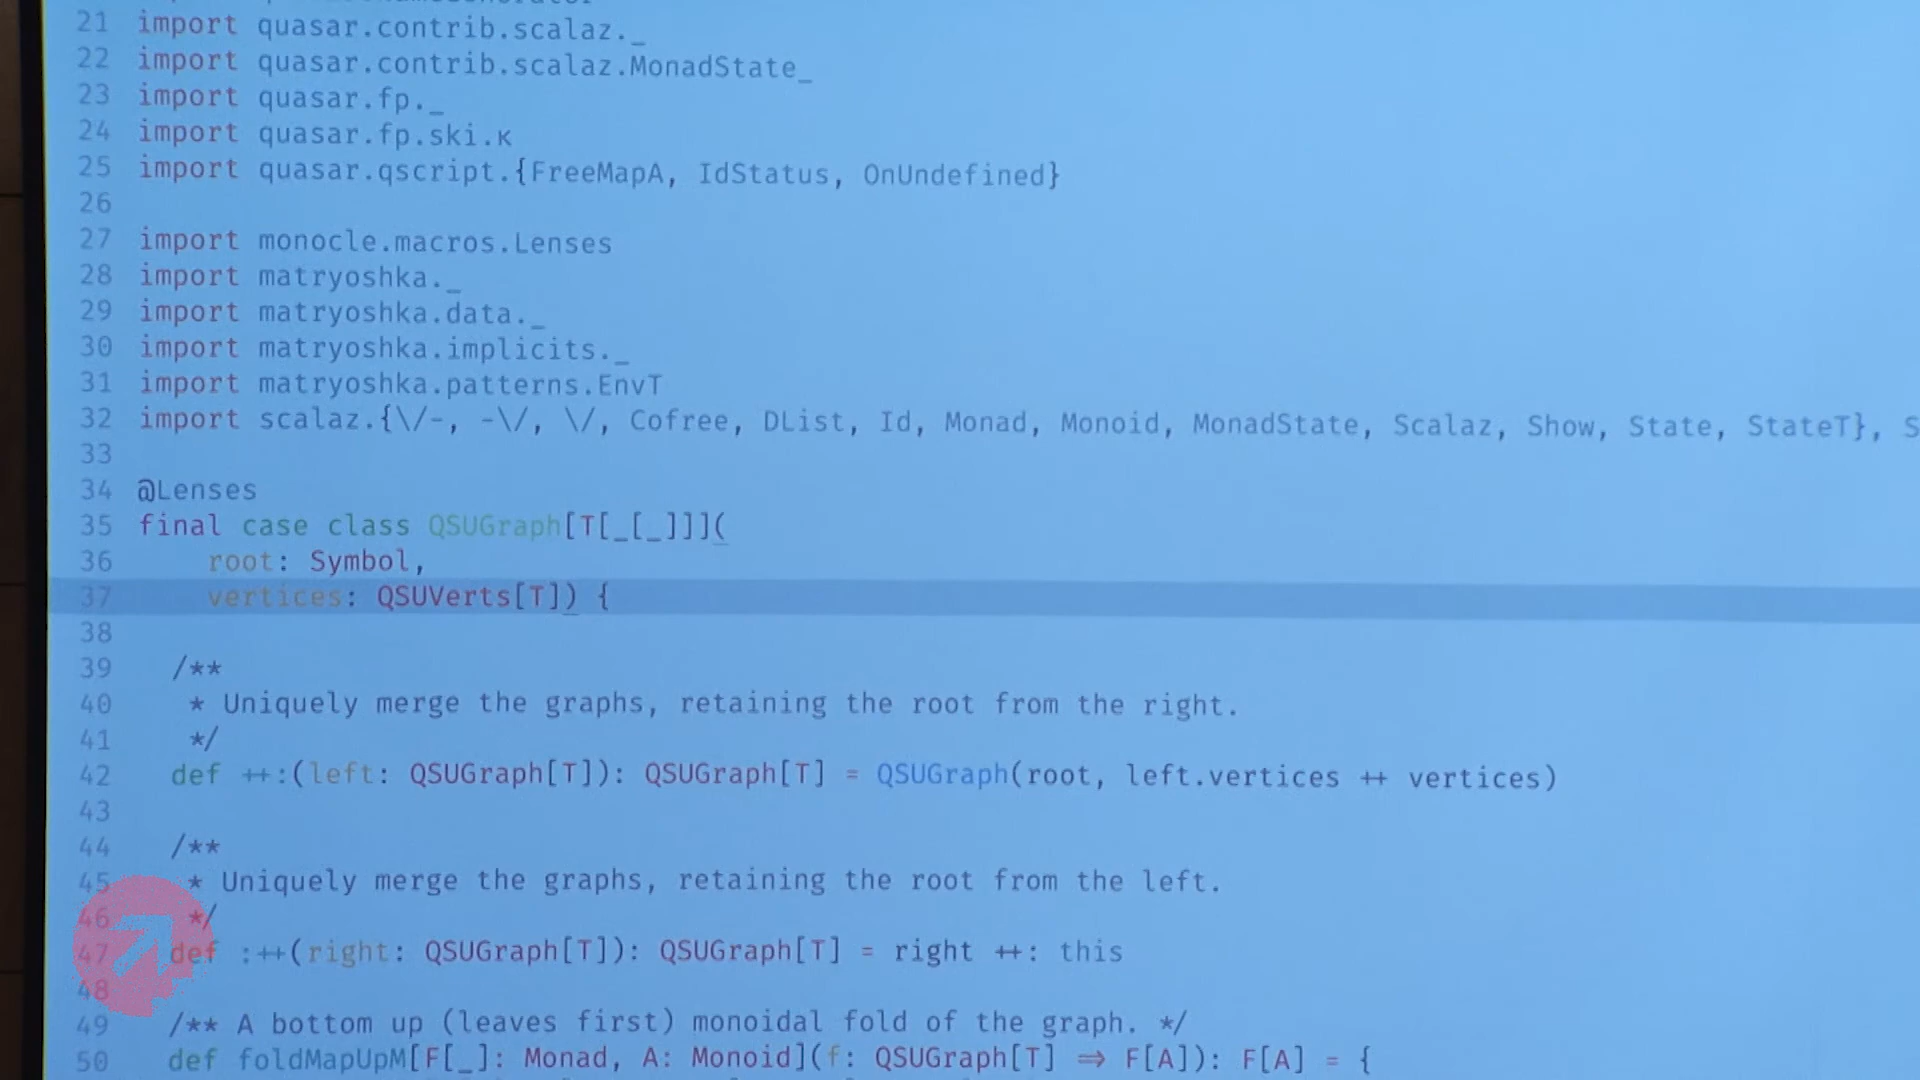 21 import quasar.contrib.scalaz._
22 import quasar.contrib.scalaz.MonadState_
23 import quasar.fp._
24 import quasar.fp.ski.κ
25 import quasar.qscript.{FreeMapA, IdStatus, OnUndefined}
26
27 import monocle.macros.Lenses
28 import matryoshka._
29 import matryoshka.data._
30 import matryoshka.implicits._
31 import matryoshka.patterns.EnvT
32 import scalaz.{\/-, -\/, \/, Cofree, DList, Id, Monad, Monoid, MonadState, Scalaz, Show, State, StateT}, S
33
34 @Lenses
35 final case class QSUGraph[T[_[_]]](
36 root: Symbol,
37 vertices: QSUVerts[T]) {
38
39 /**
40 * Uniquely merge the graphs, retaining the root from the right.
41 */
42 def ++:(left: QSUGraph[T]): QSUGraph[T] = QSUGraph(root, left.vertices ++ vertices)
43
44 /**
45 * Uniquely merge the graphs, retaining the root from the left.
46 */
47 def :++(right: QSUGraph[T]): QSUGraph[T] = right ++: this
48
49 /** A bottom up (leaves first) monoidal fold of the graph. */
50 def foldMapUpM[F[_]: Monad, A: Monoid](f: QSUGraph[T] ⇒ F[A]): F[A] = {